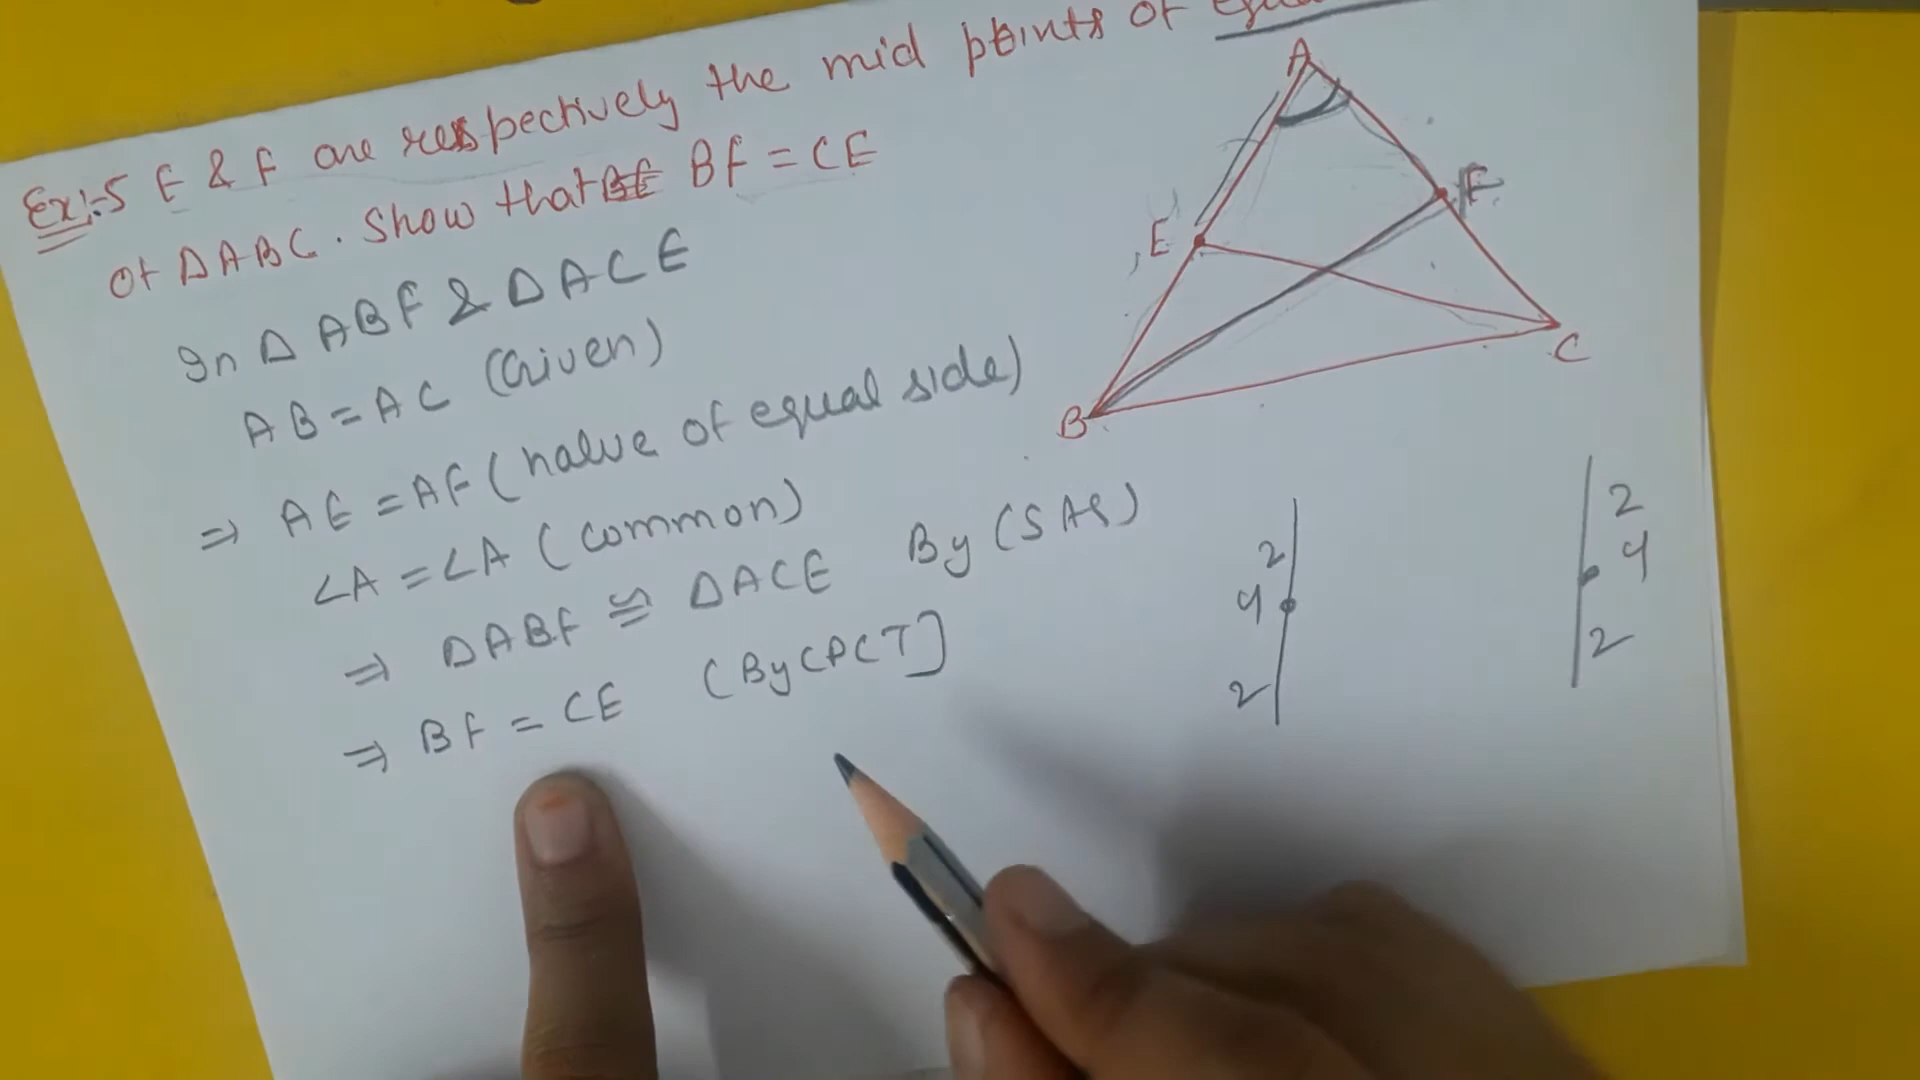 Ex:-5 E & F are respectively the mid points of
of ΔABC. Show that BF = CE
In Δ ABF & Δ ACE
AB = AC (Given)
⇒ AE = AF (halve of equal side)
∠A = ∠A (common)
⇒ ΔABF ≅ ΔACE By (SAS)
⇒ BF = CE (By CPCT]
A
E
F
B
C
2
4
2
2
4
2